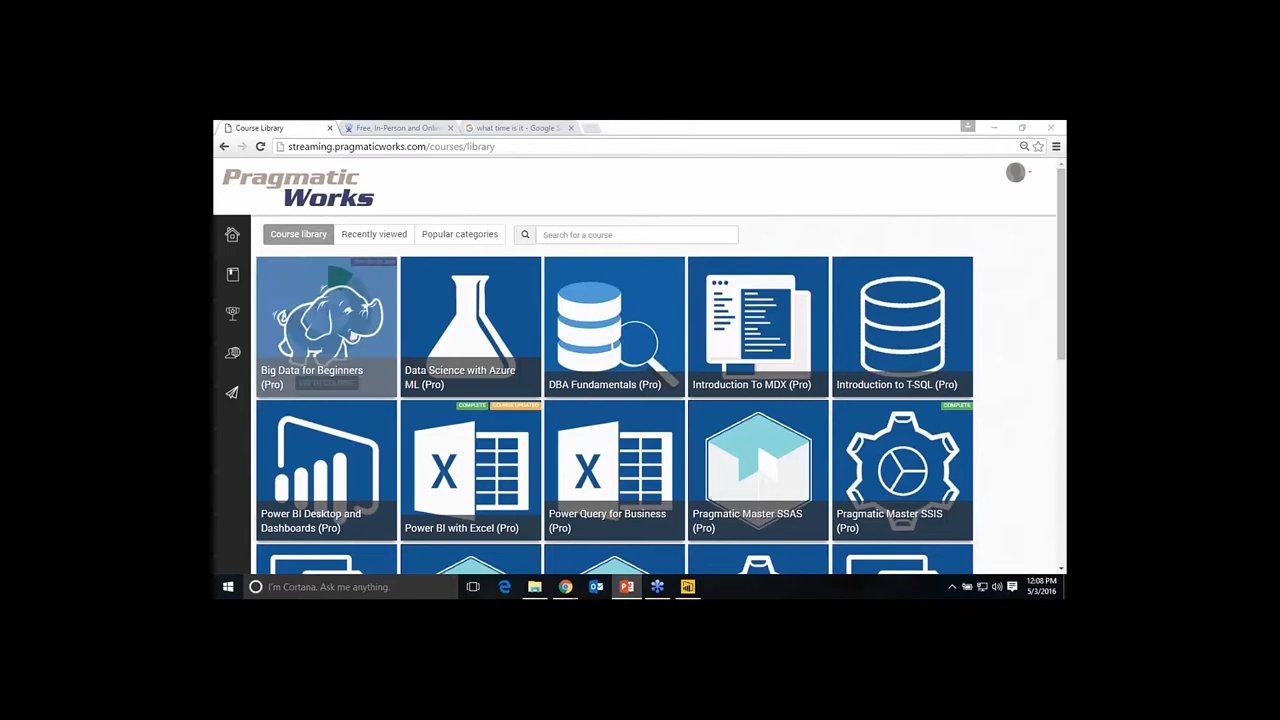 Course Library
Free, In-Person and Onlin
what time is it - Google S
streaming.pragmaticworks.com/courses/library
Pragmatic
Works
Course library
Recently viewed
Popular categories
Search for a course
Big Data for Beginners
(Pro)
Data Science with Azure
ML (Pro)
DBA Fundamentals (Pro)
Introduction To MDX (Pro)
Introduction to T-SQL (Pro)
COMPLETE
COURSE UPDATED
COMPLETE
X
X
Power BI Desktop and
Dashboards (Pro)
Power BI with Excel (Pro)
Power Query for Business
(Pro)
Pragmatic Master SSAS
(Pro)
Pragmatic Master SSIS
(Pro)
I'm Cortana. Ask me anything.
12:08 PM
5/3/2016